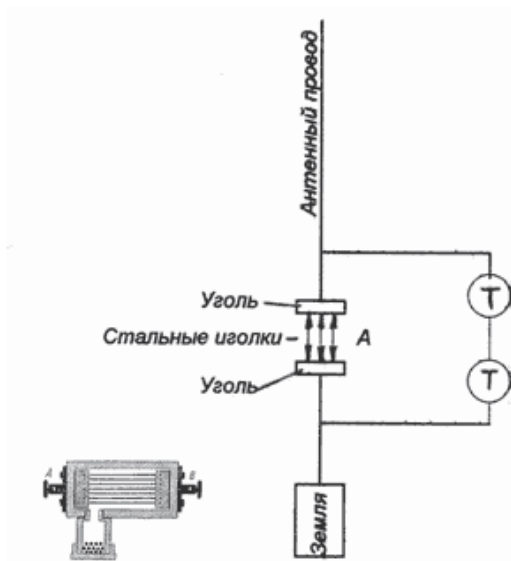 Антенный провод
Уголь
Стальные иголки – А
Уголь
Т
Т
Земля
А
В